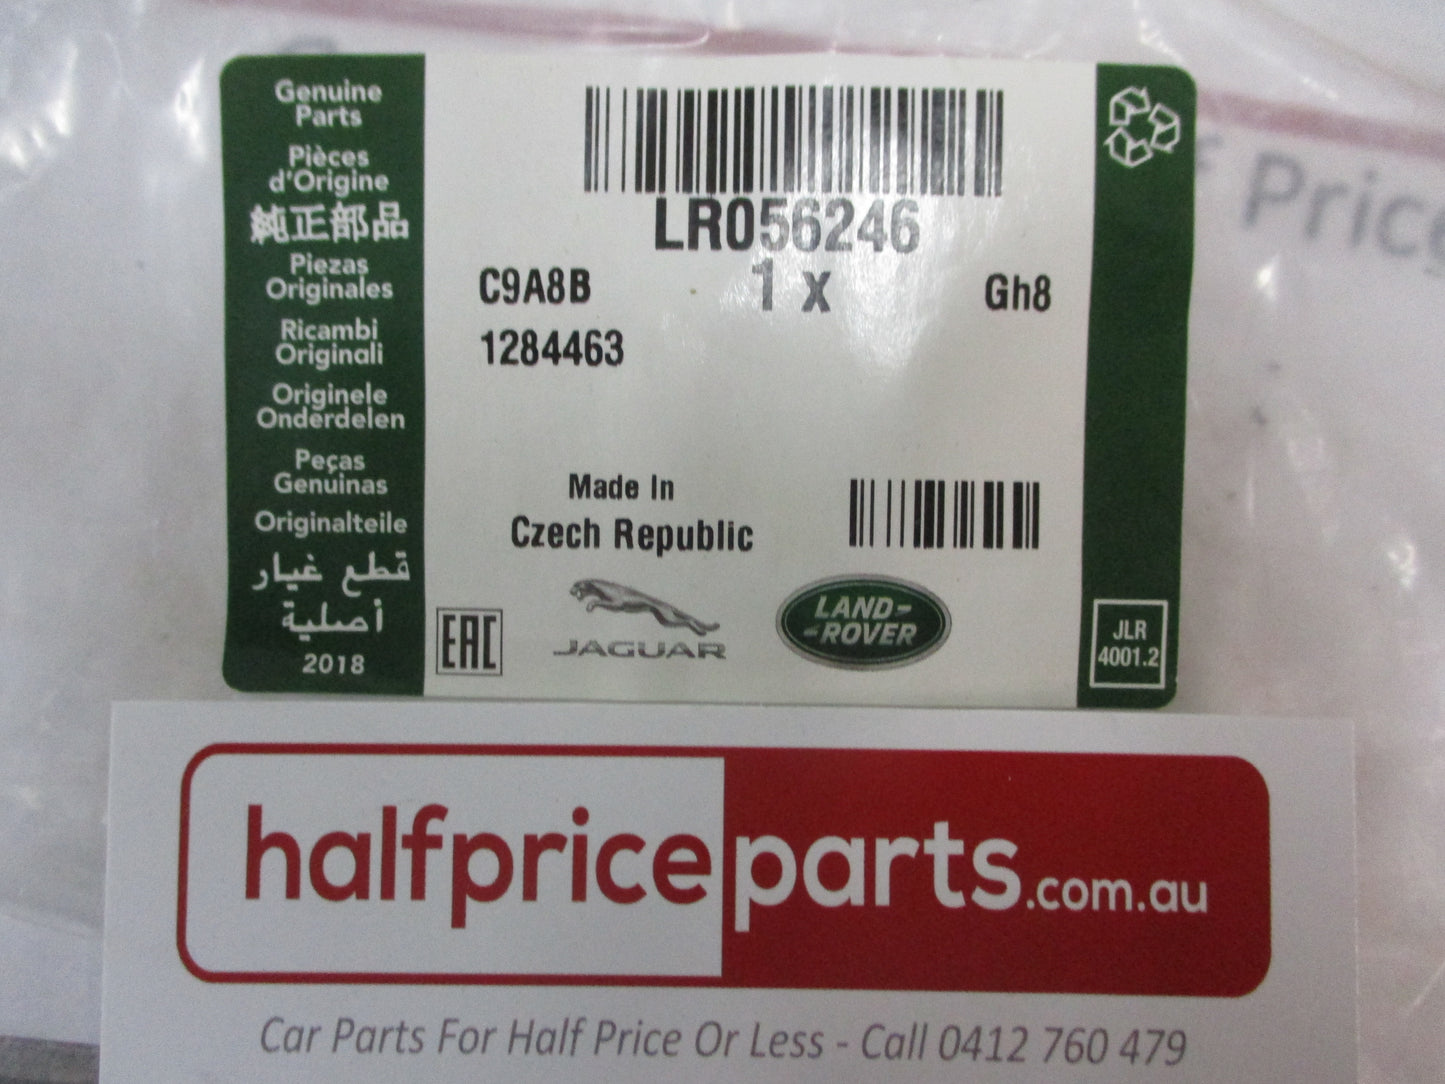 Genuine
Parts
Pièces
d'Origine
純正部品
Piezas
Originales
Ricambi
Originali
Originele
Onderdelen
Peças
Genuinas
Originalteile
قطع غيار
أصلية
2018
LR056246
C9A8B
1 x
Gh8
1284463
Made In
Czech Republic
EAC
JAGUAR
LAND-
-ROVER
JLR
4001.2
Price
halfpriceparts.com.au
Car Parts For Half Price Or Less - Call 0412 760 479